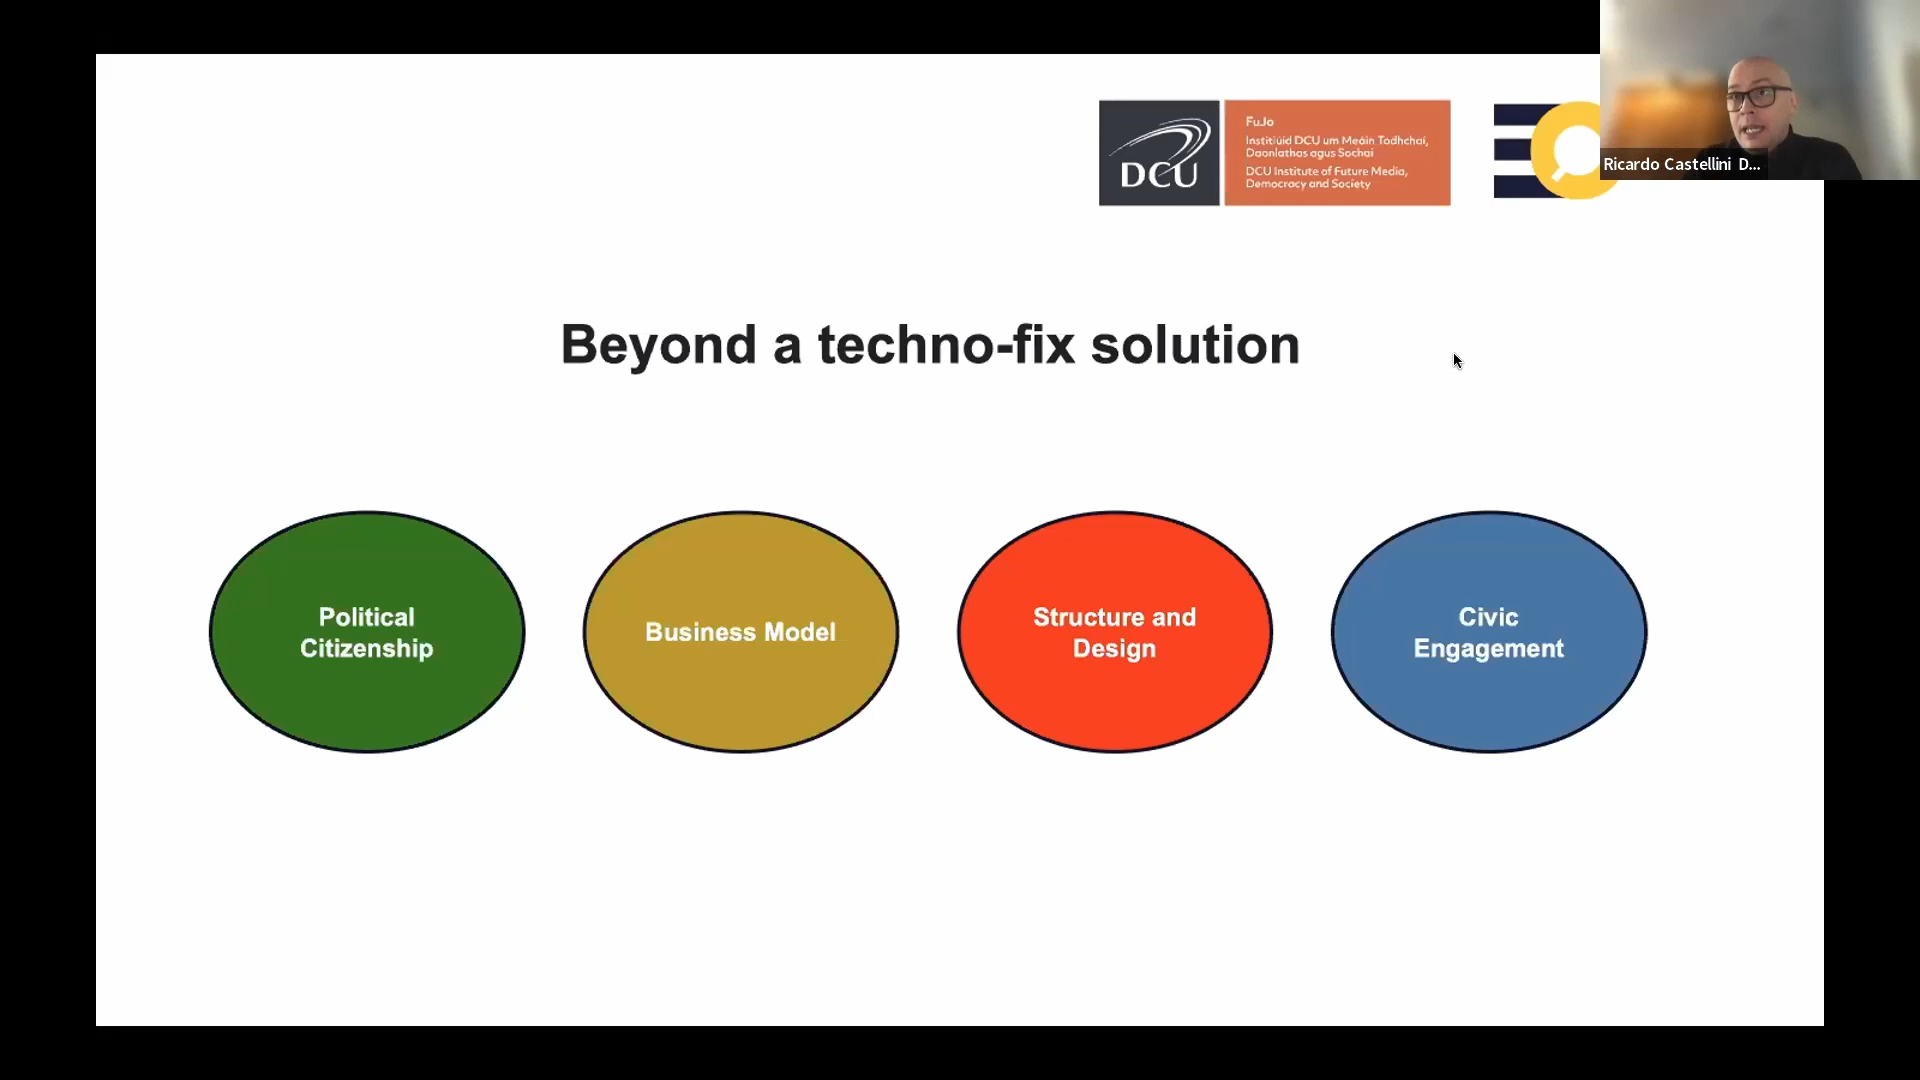 DCU
FuJo
Institiúid DCU um Meáin Todhchaí,
Daonlathas agus Sochaí
DCU Institute of Future Media,
Democracy and Society
Ricardo Castellini D...
Beyond a techno-fix solution
Political
Citizenship
Business Model
Structure and
Design
Civic
Engagement